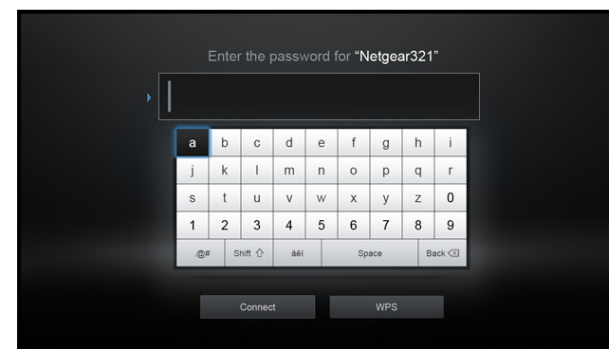 Enter the password for “Netgear321”
a b c d e f g h i
j k l m n o p q r
s t u v w x y z 0
1 2 3 4 5 6 7 8 9
.@# Shift áêì Space Back
Connect WPS